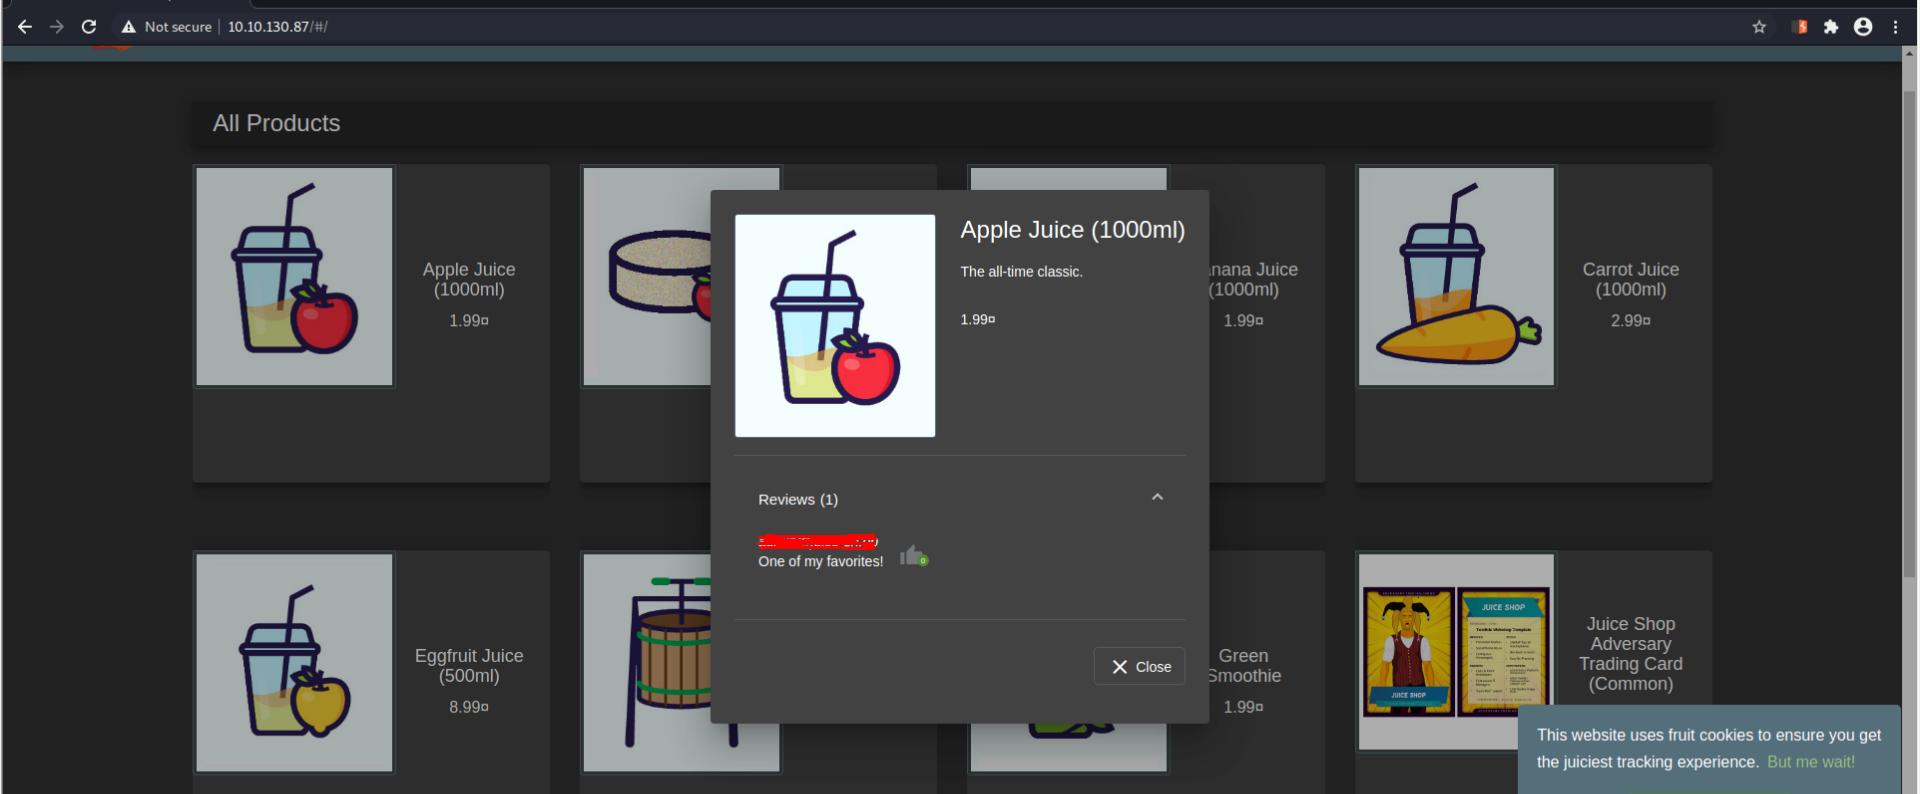 Not secure
10.10.130.87/#/
All Products
Apple Juice
(1000ml)
1.99¤
nana Juice
(1000ml)
1.99¤
Carrot Juice
(1000ml)
2.99¤
Apple Juice (1000ml)
The all-time classic.
1.99¤
Reviews (1)
One of my favorites!
0
Close
Eggfruit Juice
(500ml)
8.99¤
Green
Smoothie
1.99¤
JUICE SHOP
JUICE SHOP
Juice Shop
Adversary
Trading Card
(Common)
This website uses fruit cookies to ensure you get
the juiciest tracking experience. But me wait!